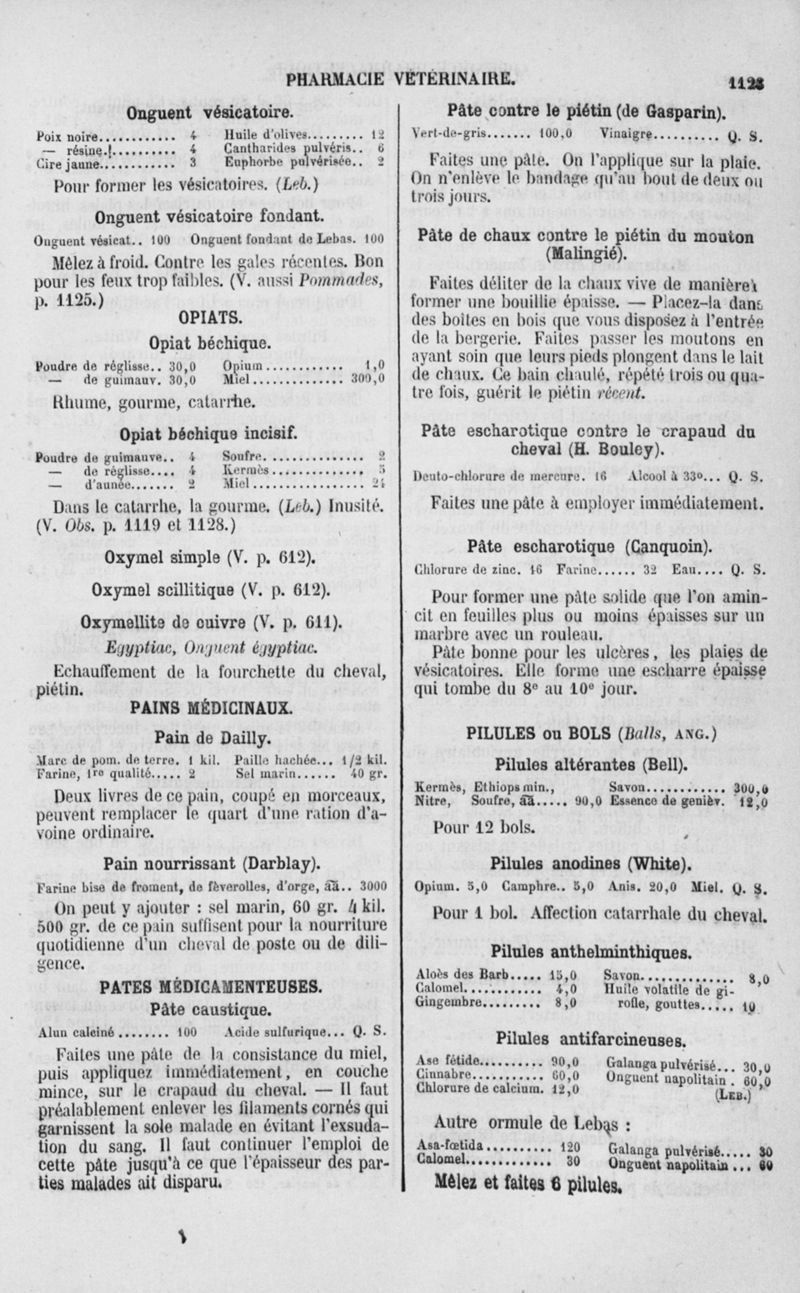 PHARMACIE VÉTÉRINAIRE.
Onguent vésicatoire.
Poix noire............ 4 Huile d'olives......... 12
— résine.......... 4 Cantharides pulvéris.. 6
Cire jaune............ 3 Euphorbe pulvérisée.. 2
Pour former les vésicatoires. (Leb.)
Onguent vésicatoire fondant.
Onguent vésicat.. 100 Onguent fondant de Lebas. 100
Mêlez à froid. Contre les gales récentes. Bon
pour les feux trop faibles. (V. aussi Pommades,
p. 1125.)
OPIATS.
Opiat béchique.
Poudre de réglisse.. 30,0 Opium............ 1,0
— de guimauv. 30,0 Miel.............. 300,0
Rhume, gourme, catarrhe.
Opiat béchique incisif.
Poudre de guimauve.. 4 Soufre............... 2
— de réglisse.... 4 Kermès.............. 5
— d'aunée....... 2 Miel................. 24
Dans le catarrhe, la gourme. (Leb.) Inusité.
(V. Obs. p. 1119 et 1128.)
Oxymel simple (V. p. 612).
Oxymel scillitique (V. p. 612).
Oxymellite de cuivre (V. p. 611).
Egyptiac, Onguent égyptiac.
Echauffement de la fourchette du cheval,
piétin.
PAINS MÉDICINAUX.
Pain de Dailly.
Marc de pom. de terre. 1 kil. Paille hachée... 1/2 kil.
Farine, 1re qualité..... 2 Sel marin...... 40 gr.
Deux livres de ce pain, coupé en morceaux,
peuvent remplacer le quart d'une ration d'a-
voine ordinaire.
Pain nourrissant (Darblay).
Farine bise de froment, de fèverolles, d'orge, āā.. 3000
On peut y ajouter : sel marin, 60 gr. 4 kil.
500 gr. de ce pain suffisent pour la nourriture
quotidienne d'un cheval de poste ou de dili-
gence.
PATES MÉDICAMENTEUSES.
Pâte caustique.
Alun calciné........ 100 Acide sulfurique... Q. S.
Faites une pâte de la consistance du miel,
puis appliquez immédiatement, en couche
mince, sur le crapaud du cheval. — Il faut
préalablement enlever les filaments cornés qui
garnissent la sole malade en évitant l'exsuda-
tion du sang. Il faut continuer l'emploi de
cette pâte jusqu'à ce que l'épaisseur des par-
ties malades ait disparu.
Pâte contre le piétin (de Gasparin).
Vert-de-gris....... 100,0 Vinaigre.......... Q. S.
Faites une pâte. On l'applique sur la plaie.
On n'enlève le bandage qu'au bout de deux ou
trois jours.
Pâte de chaux contre le piétin du mouton
(Malingié).
Faites déliter de la chaux vive de manière à
former une bouillie épaisse. — Placez-la dans
des boîtes en bois que vous disposez à l'entrée
de la bergerie. Faites passer les moutons en
ayant soin que leurs pieds plongent dans le lait
de chaux. Ce bain chaulé, répété trois ou qua-
tre fois, guérit le piétin récent.
Pâte escharotique contre le crapaud du
cheval (H. Bouley).
Deuto-chlorure de mercure. 16 Alcool à 33o... Q. S.
Faites une pâte à employer immédiatement.
Pâte escharotique (Canquoin).
Chlorure de zinc. 16 Farine...... 32 Eau.... Q. S.
Pour former une pâte solide que l'on amin-
cit en feuilles plus ou moins épaisses sur un
marbre avec un rouleau.
Pâte bonne pour les ulcères, les plaies de
vésicatoires. Elle forme une escharre épaisse
qui tombe du 8e au 10e jour.
PILULES ou BOLS (Balls, ANG.)
Pilules altérantes (Bell).
Kermès, Ethiops min., Savon............ 300,0
Nitre, Soufre, āā..... 90,0 Essence de genièv. 12,0
Pour 12 bols.
Pilules anodines (White).
Opium. 5,0 Camphre.. 5,0 Anis. 20,0 Miel. Q. S.
Pour 1 bol. Affection catarrhale du cheval.
Pilules anthelminthiques.
Aloès des Barb..... 15,0 Savon.............. 8,0
Calomel............ 4,0 Huile volatile de gi-
Gingembre......... 8,0 rofle, gouttes..... 10
Pilules antifarcineuses.
Ase fétide.......... 90,0 Galanga pulvérisé... 30,0
Cinnabre........... 60,0 Onguent napolitain . 60,0
Chlorure de calcium. 12,0 (LEB.)
Autre ormule de Lebas :
Asa-fœtida.......... 120 Galanga pulvérisé..... 30
Calomel............. 30 Onguent napolitain ... 60
Mêlez et faites 6 pilules.